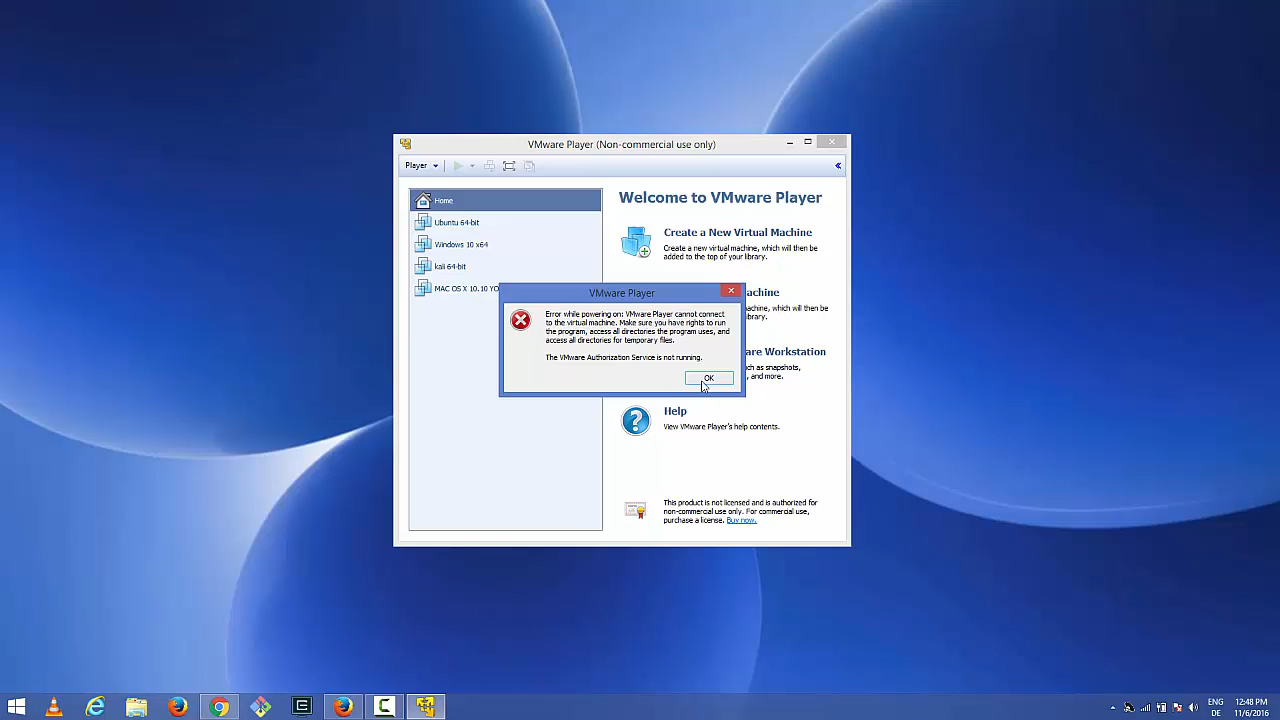 VMware Player (Non-commercial use only)
Player
Home
Ubuntu 64-bit
Windows 10 x64
kali 64-bit
MAC OS X 10.10 YO
Welcome to VMware Player
Create a New Virtual Machine
Create a new virtual machine, which will then be
added to the top of your library.
achine
machine, which will then be
brary.
are Workstation
ch as snapshots,
, and more.
Help
View VMware Player's help contents.
This product is not licensed and is authorized for
non-commercial use only. For commercial use,
purchase a license. Buy now.
VMware Player
Error while powering on: VMware Player cannot connect
to the virtual machine. Make sure you have rights to run
the program, access all directories the program uses, and
access all directories for temporary files.
The VMware Authorization Service is not running.
OK
ENG
DE
12:48 PM
11/6/2016